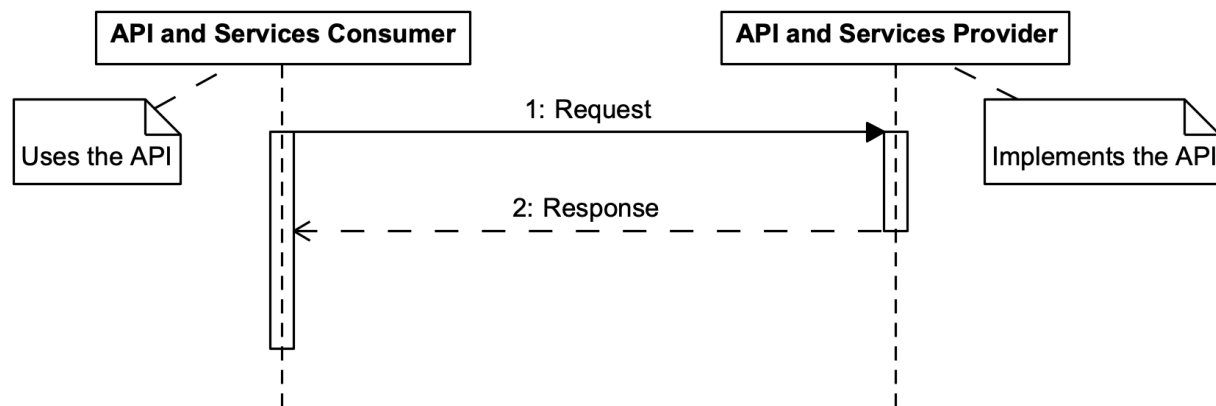 API and Services Consumer
API and Services Provider
1: Request
Uses the API
Implements the API
2: Response